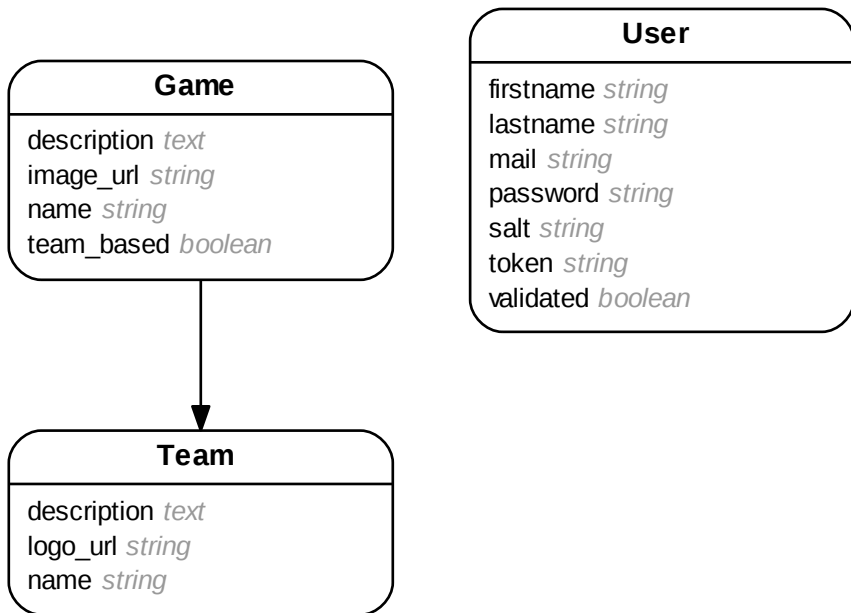 Game
description text
image_url string
name string
team_based boolean
User
firstname string
lastname string
mail string
password string
salt string
token string
validated boolean
Team
description text
logo_url string
name string